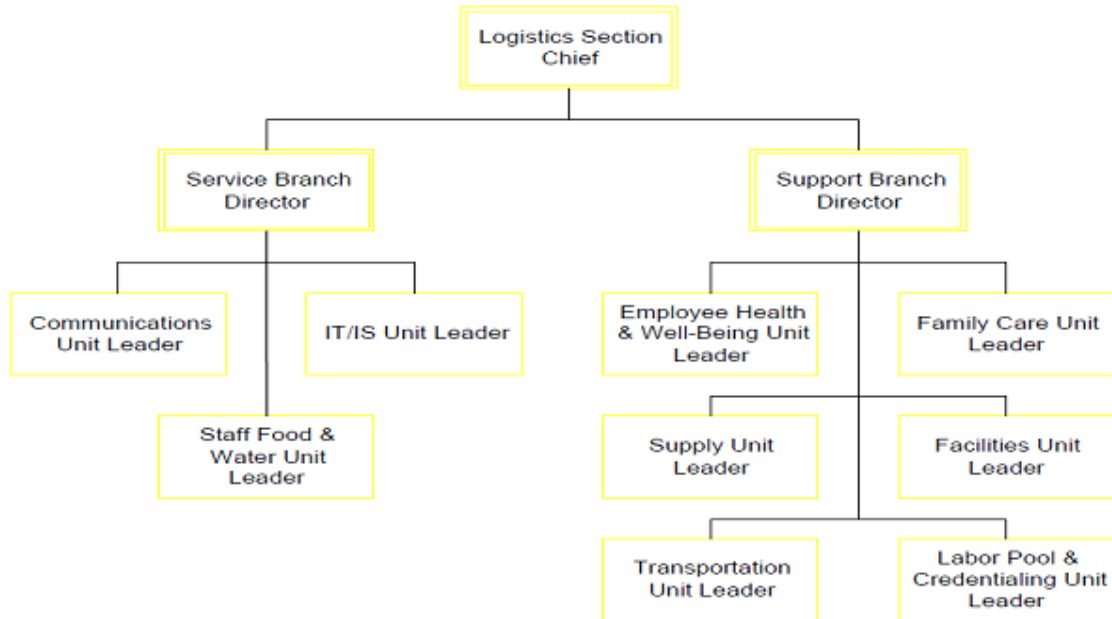 Logistics Section
Chief
Service Branch
Director
Support Branch
Director
Communications
Unit Leader
IT/IS Unit Leader
Employee Health
& Well-Being Unit
Leader
Family Care Unit
Leader
Staff Food &
Water Unit
Leader
Supply Unit
Leader
Facilities Unit
Leader
Transportation
Unit Leader
Labor Pool &
Credentialing Unit
Leader